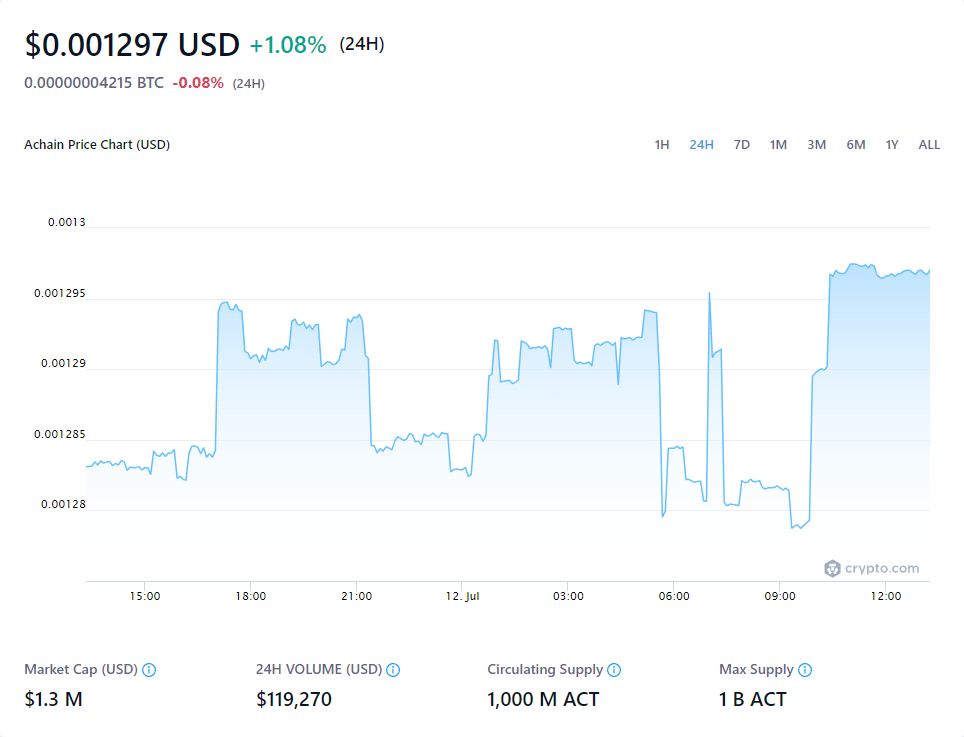 $0.001297 USD +1.08% (24H)
0.00000004215 BTC -0.08% (24H)
Achain Price Chart (USD) 1H 24H 7D 1M 3M 6M 1Y ALL
0.0013
0.001295
0.00129
0.001285
0.00128
crypto.com
15:00 18:00 21:00 12. Jul 03:00 06:00 09:00 12:00
Market Cap (USD) 24H VOLUME (USD) Circulating Supply Max Supply
$1.3 M $119,270 1,000 M ACT 1 B ACT